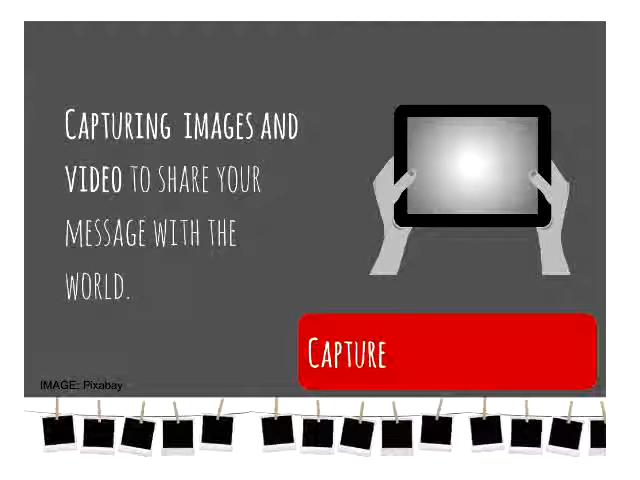 Capturing images and
video to share your
message with the
world.
Capture
IMAGE: Pixabay